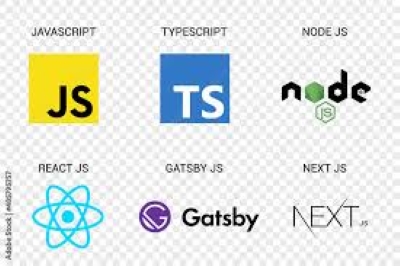 JAVASCRIPT
TYPESCRIPT
NODE JS
JS
TS
node
JS
REACT JS
GATSBY JS
NEXT JS
Gatsby
NEXT.JS
Adobe Stock | #405795757